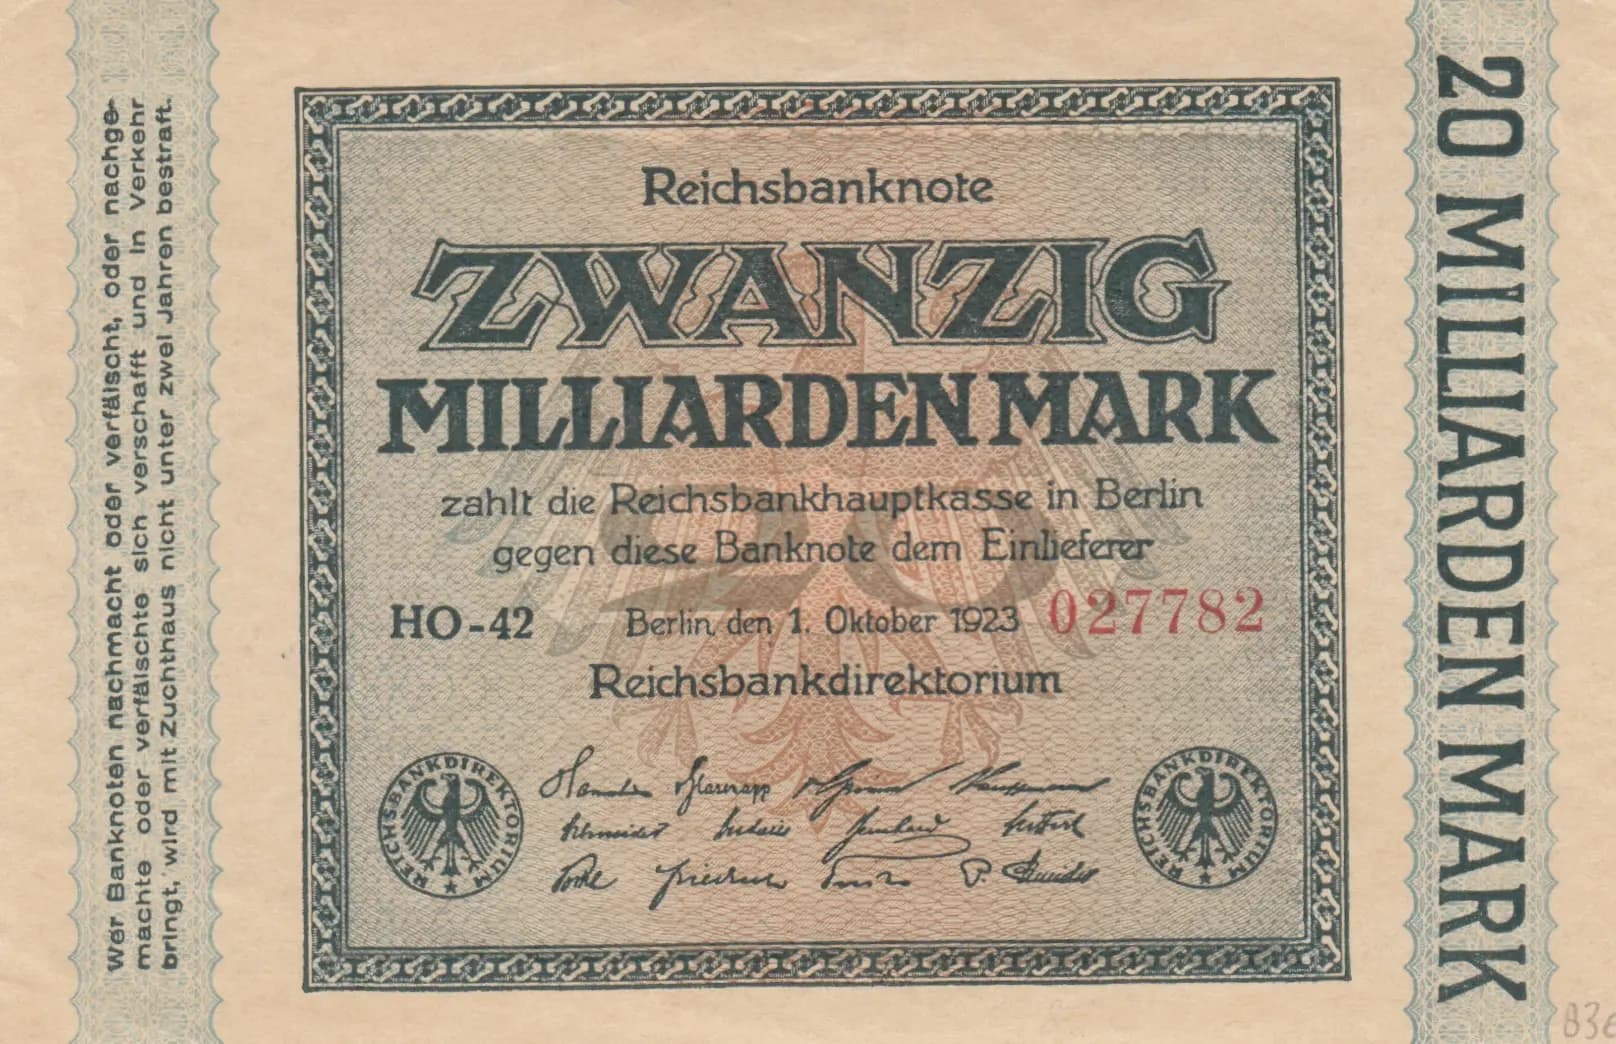 Wer Banknoten nachmacht oder verfälscht, oder nachge-
machte oder verfälschte sich verschafft und in Verkehr
bringt, wird mit Zuchthaus nicht unter zwei Jahren bestraft.
Reichsbanknote
ZWANZIG
MILLIARDEN MARK
zahlt die Reichsbankhauptkasse in Berlin
gegen diese Banknote dem Einlieferer
HO-42 Berlin, den 1. Oktober 1923 027782
Reichsbankdirektorium
REICHSBANKDIREKTORIUM
REICHSBANKDIREKTORIUM
20
20 MILLIARDEN MARK